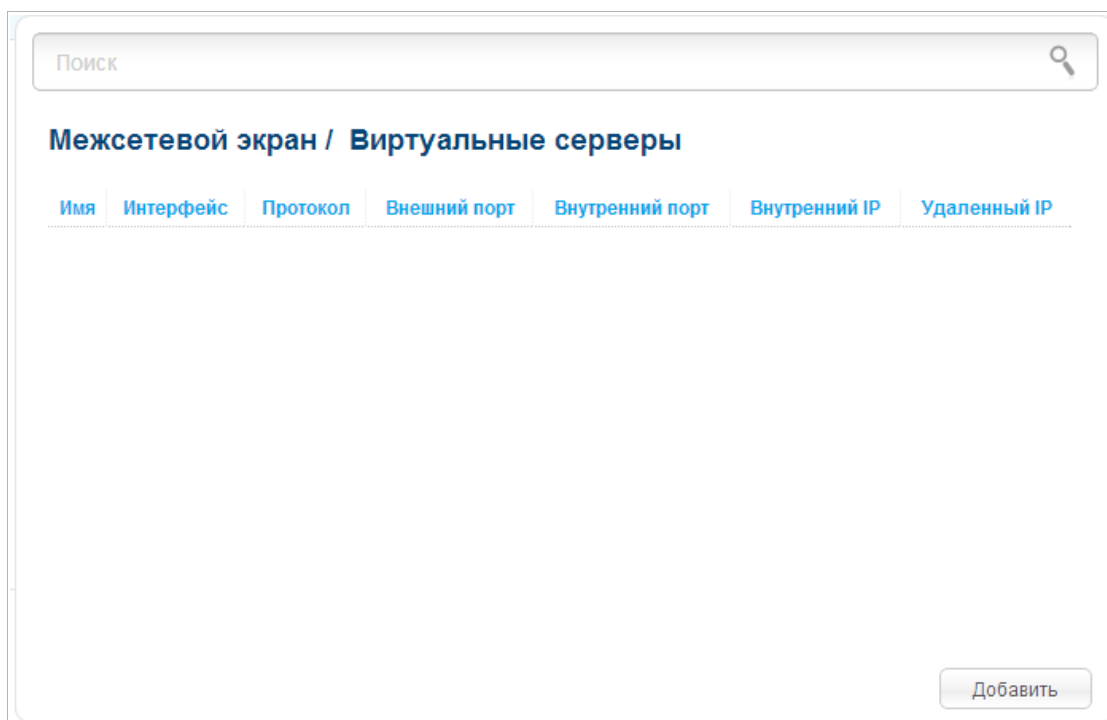 Поиск
Межсетевой экран / Виртуальные серверы
Имя Интерфейс Протокол Внешний порт Внутренний порт Внутренний IP Удаленный IP
Добавить